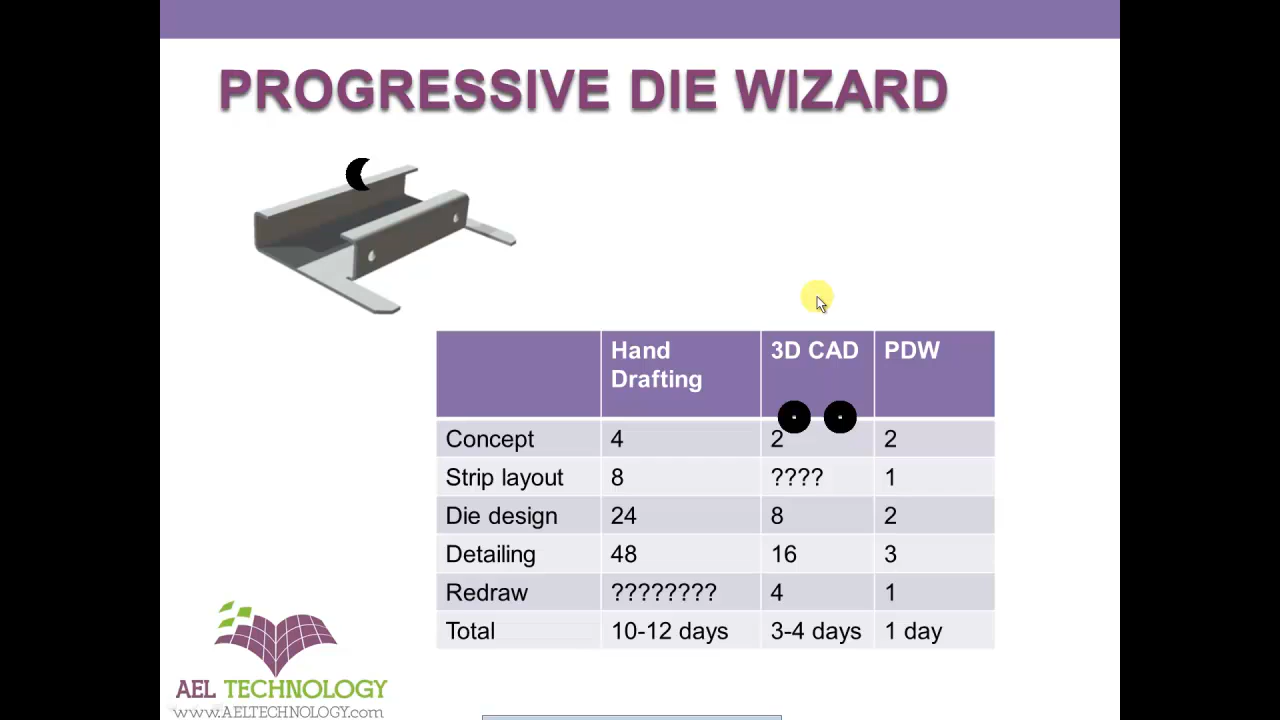 PROGRESSIVE DIE WIZARD
Hand Drafting 3D CAD PDW
Concept 4 2 2
Strip layout 8 ???? 1
Die design 24 8 2
Detailing 48 16 3
Redraw ???????? 4 1
Total 10-12 days 3-4 days 1 day
AEL TECHNOLOGY
www.AELTECHNOLOGY.com